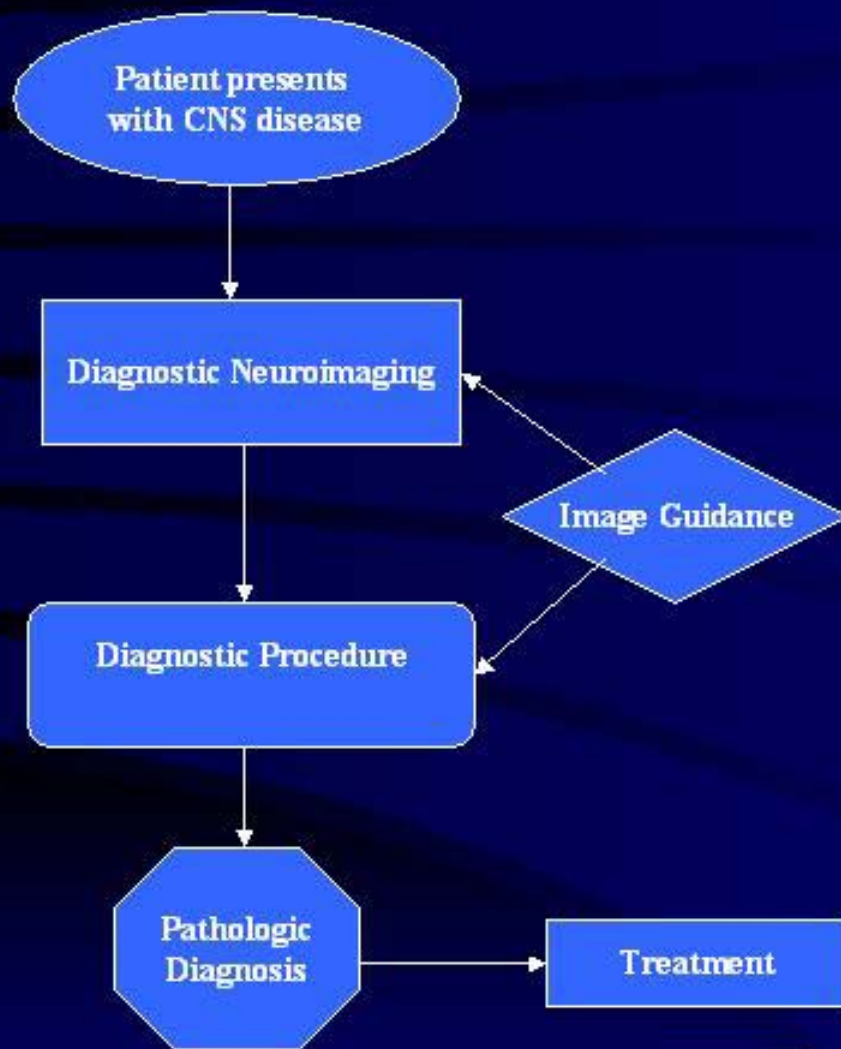 Patient presents
with CNS disease
Diagnostic Neuroimaging
Image Guidance
Diagnostic Procedure
Pathologic
Diagnosis
Treatment